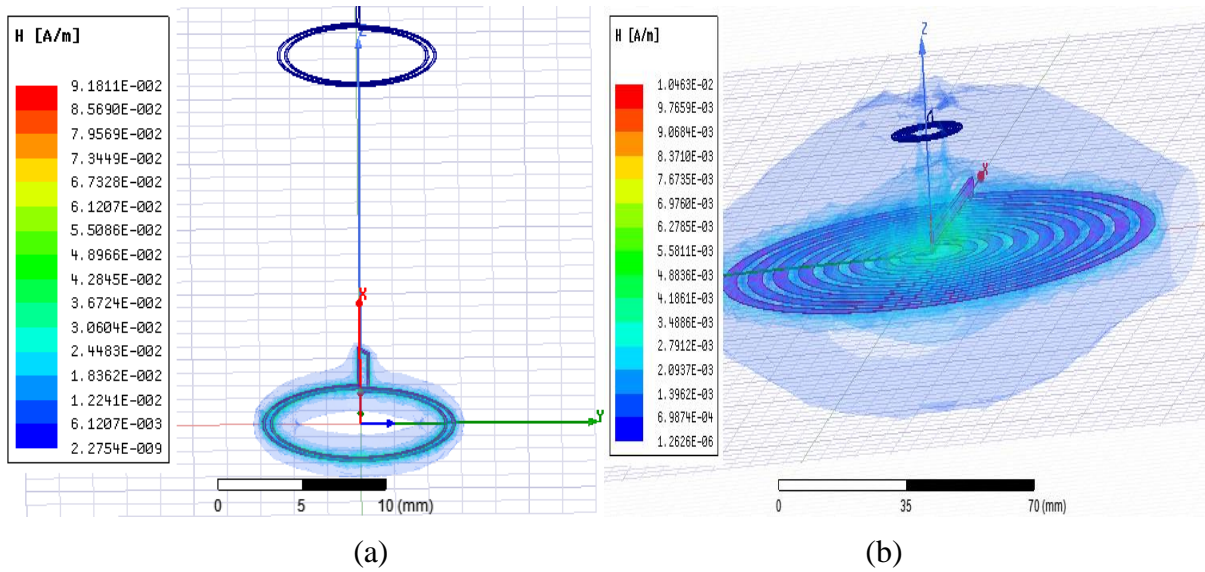 H [A/m]
9.1811E-002
8.5690E-002
7.9569E-002
7.3449E-002
6.7328E-002
6.1207E-002
5.5086E-002
4.8966E-002
4.2845E-002
3.6724E-002
3.0604E-002
2.4483E-002
1.8362E-002
1.2241E-002
6.1207E-003
2.2754E-009
Z
X
Y
0 5 10 (mm)
(a)
H [A/m]
1.0463E-02
9.7659E-03
9.0684E-03
8.3710E-03
7.6735E-03
6.9760E-03
6.2785E-03
5.5811E-03
4.8836E-03
4.1861E-03
3.4886E-03
2.7912E-03
2.0937E-03
1.3962E-03
6.9874E-04
1.2626E-06
Z
X
0 35 70 (mm)
(b)